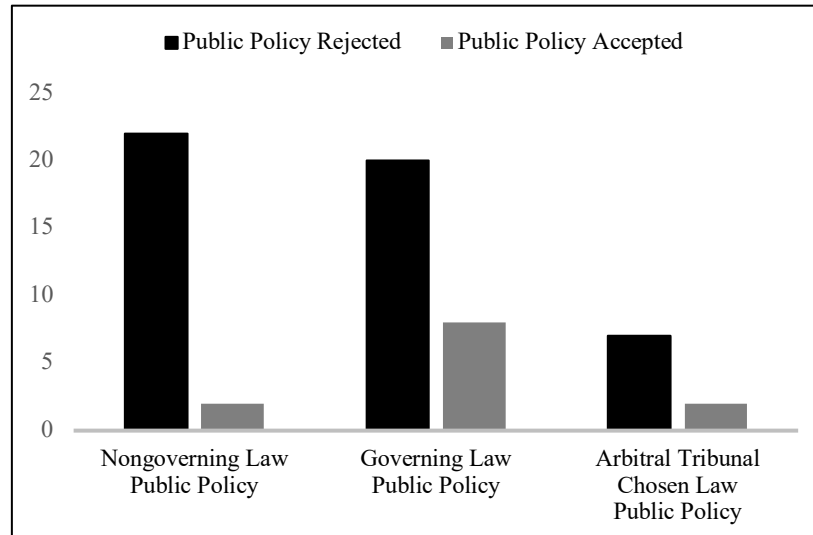 Public Policy Rejected Public Policy Accepted
25
20
15
10
5
0
Nongoverning Law
Public Policy
Governing Law
Public Policy
Arbitral Tribunal
Chosen Law
Public Policy